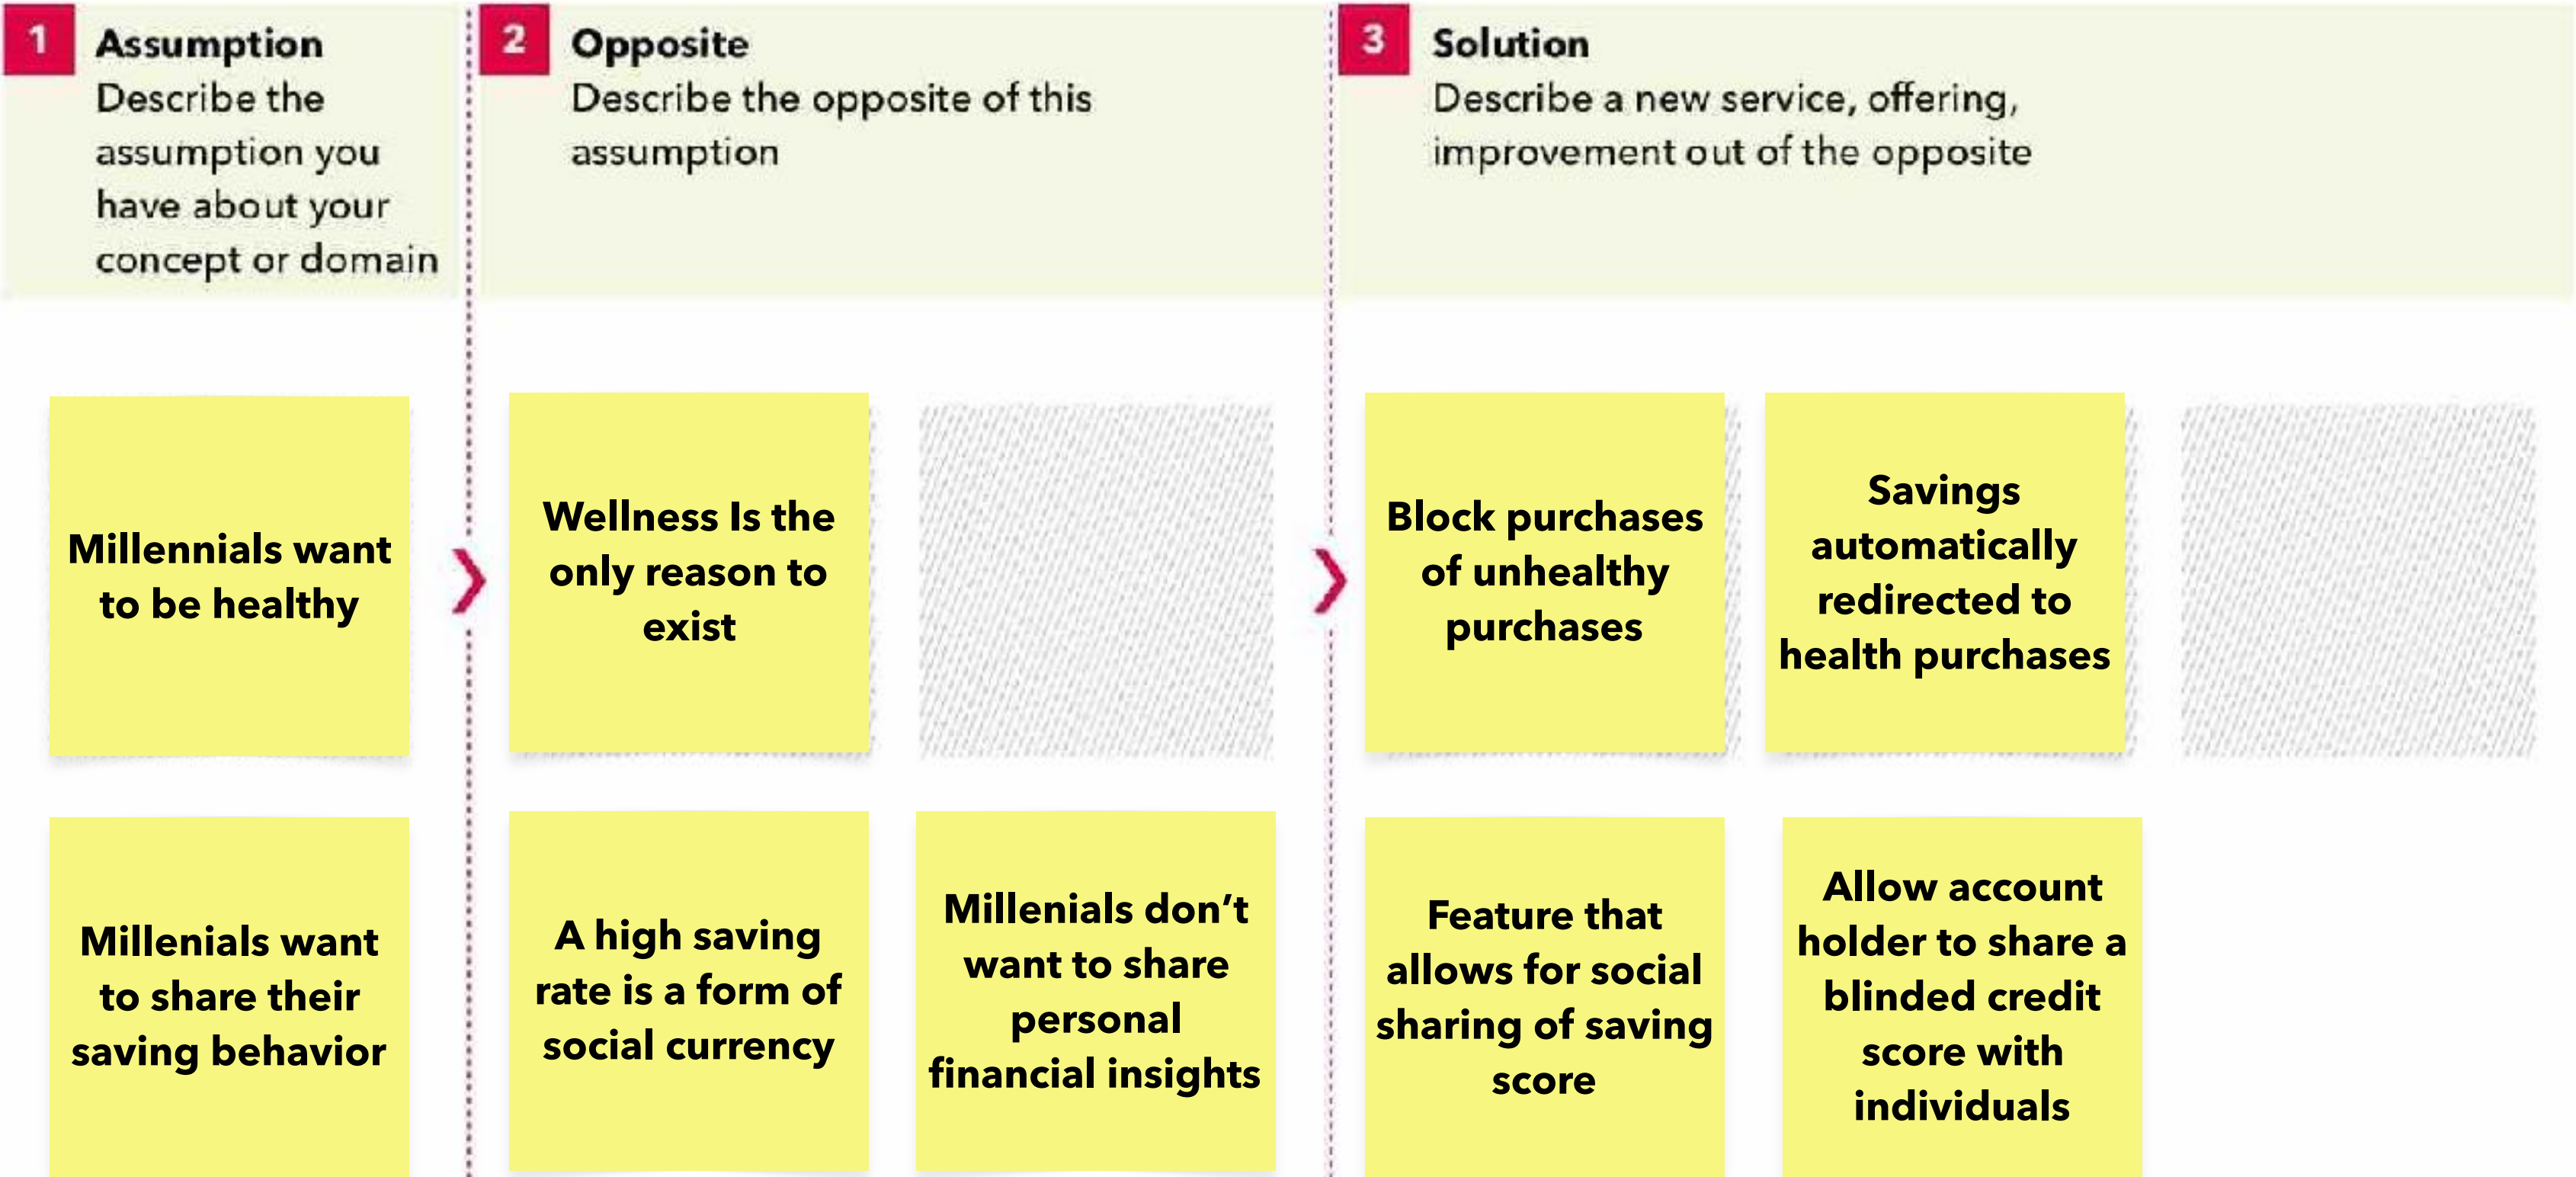 1
Assumption
Describe the
assumption you
have about your
concept or domain
2
Opposite
Describe the opposite of this
assumption
3
Solution
Describe a new service, offering,
improvement out of the opposite
Millennials want
to be healthy
Wellness Is the
only reason to
exist
Block purchases
of unhealthy
purchases
Savings
automatically
redirected to
health purchases
Millenials want
to share their
saving behavior
A high saving
rate is a form of
social currency
Millenials don’t
want to share
personal
financial insights
Feature that
allows for social
sharing of saving
score
Allow account
holder to share a
blinded credit
score with
individuals